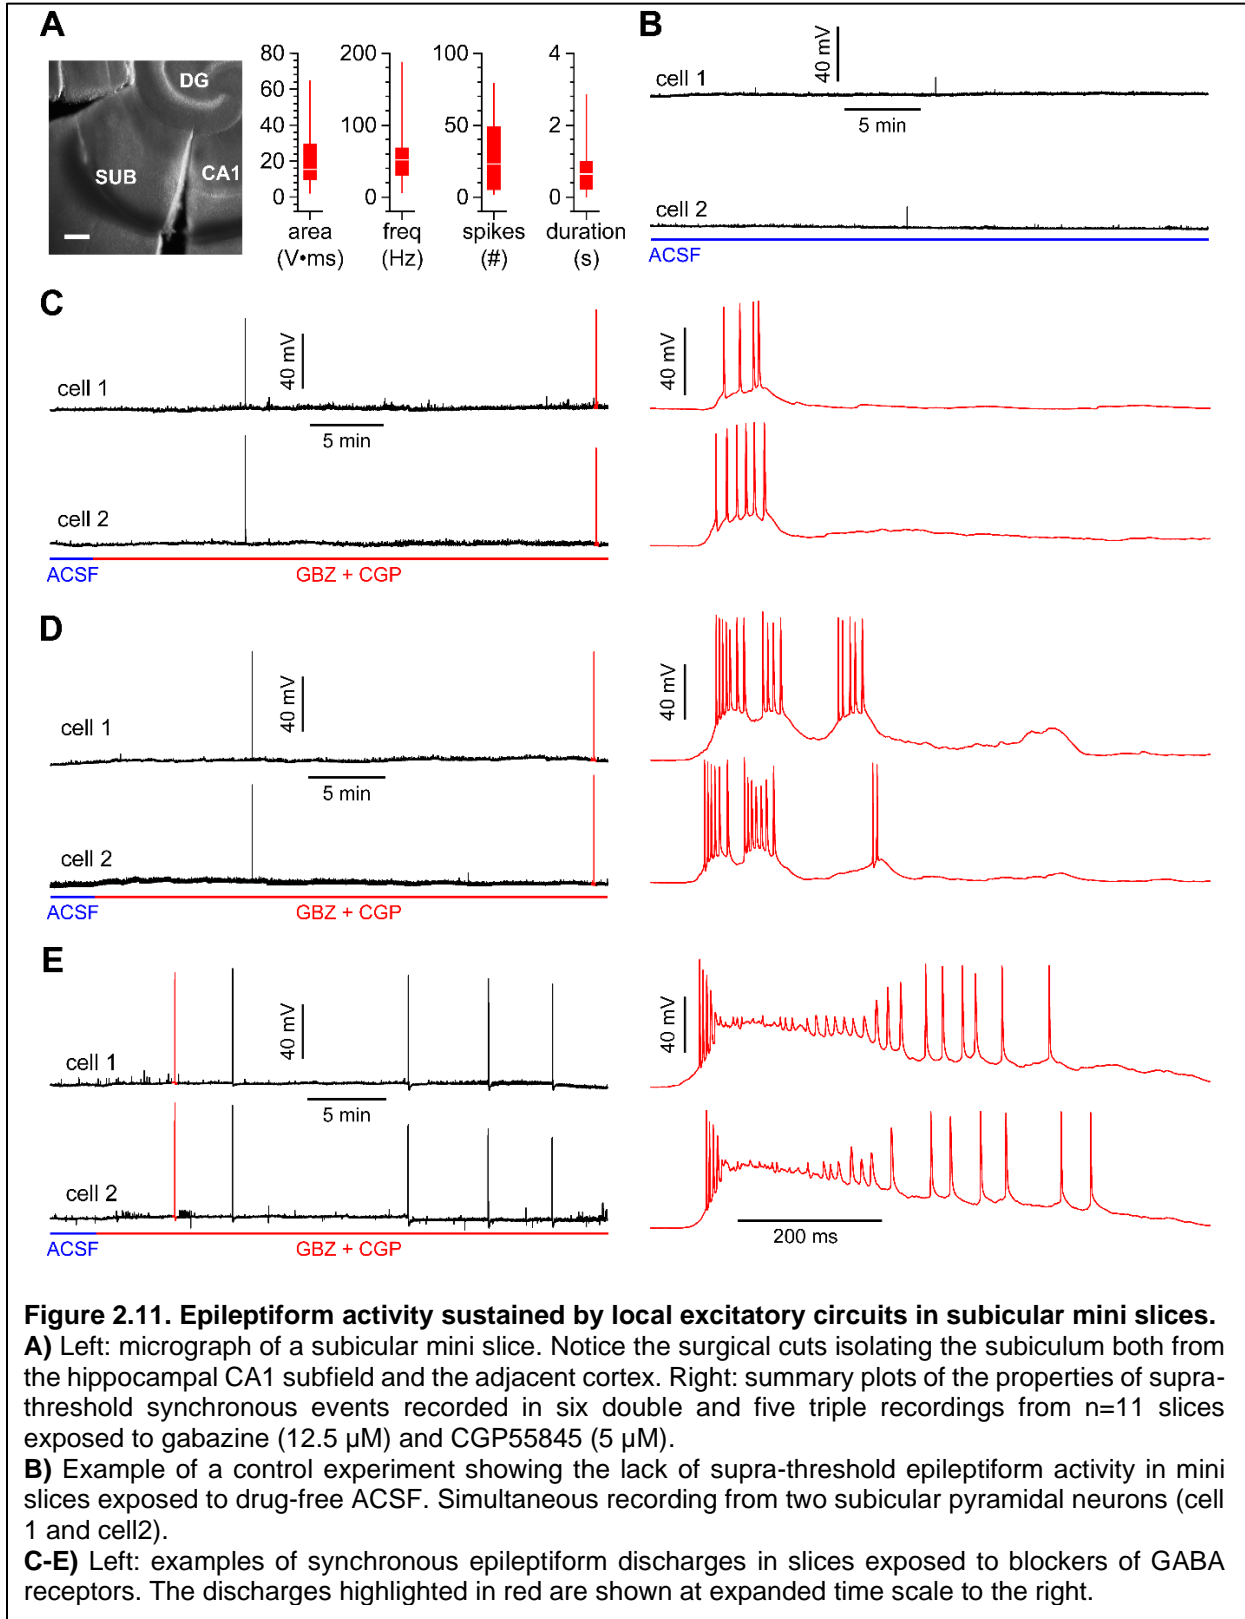 A
B
80
60
40
20
0
area
(V•ms)
200
100
0
freq
(Hz)
100
50
0
spikes
(#)
4
2
0
duration
(s)
DG
SUB
CA1
cell 1
40 mV
5 min
cell 2
ACSF
C
cell 1
40 mV
5 min
cell 2
ACSF
GBZ + CGP
40 mV
D
cell 1
40 mV
5 min
cell 2
ACSF
GBZ + CGP
40 mV
E
cell 1
40 mV
5 min
cell 2
ACSF
GBZ + CGP
40 mV
200 ms
Figure 2.11. Epileptiform activity sustained by local excitatory circuits in subicular mini slices.
A) Left: micrograph of a subicular mini slice. Notice the surgical cuts isolating the subiculum both from
the hippocampal CA1 subfield and the adjacent cortex. Right: summary plots of the properties of supra-
threshold synchronous events recorded in six double and five triple recordings from n=11 slices
exposed to gabazine (12.5 µM) and CGP55845 (5 µM).
B) Example of a control experiment showing the lack of supra-threshold epileptiform activity in mini
slices exposed to drug-free ACSF. Simultaneous recording from two subicular pyramidal neurons (cell
1 and cell2).
C-E) Left: examples of synchronous epileptiform discharges in slices exposed to blockers of GABA
receptors. The discharges highlighted in red are shown at expanded time scale to the right.